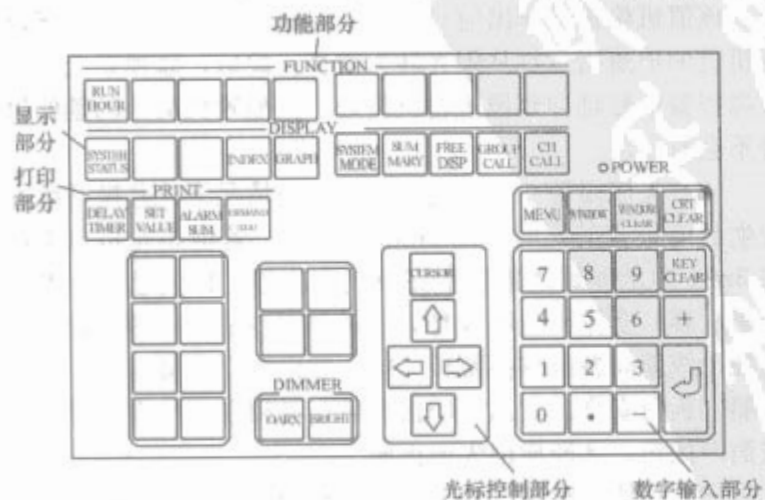 功能部分
FUNCTION
RUN HOUR
显示部分
DISPLAY
SYSTEM STATUS
INDEX
GRAPH
SYSTEM MODE
SUM MARY
FREE DISP
GROUP CALL
CH CALL
POWER
打印部分
PRINT
DELAY TIMER
SET VALUE
ALARM SUM.
MENU
WINDOW
WINDOW CLEAR
CRT CLEAR
7 8 9 KEY CLEAR
4 5 6 +
1 2 3
0 . −
CURSOR
DIMMER
DARX
BRIGHT
光标控制部分
数字输入部分